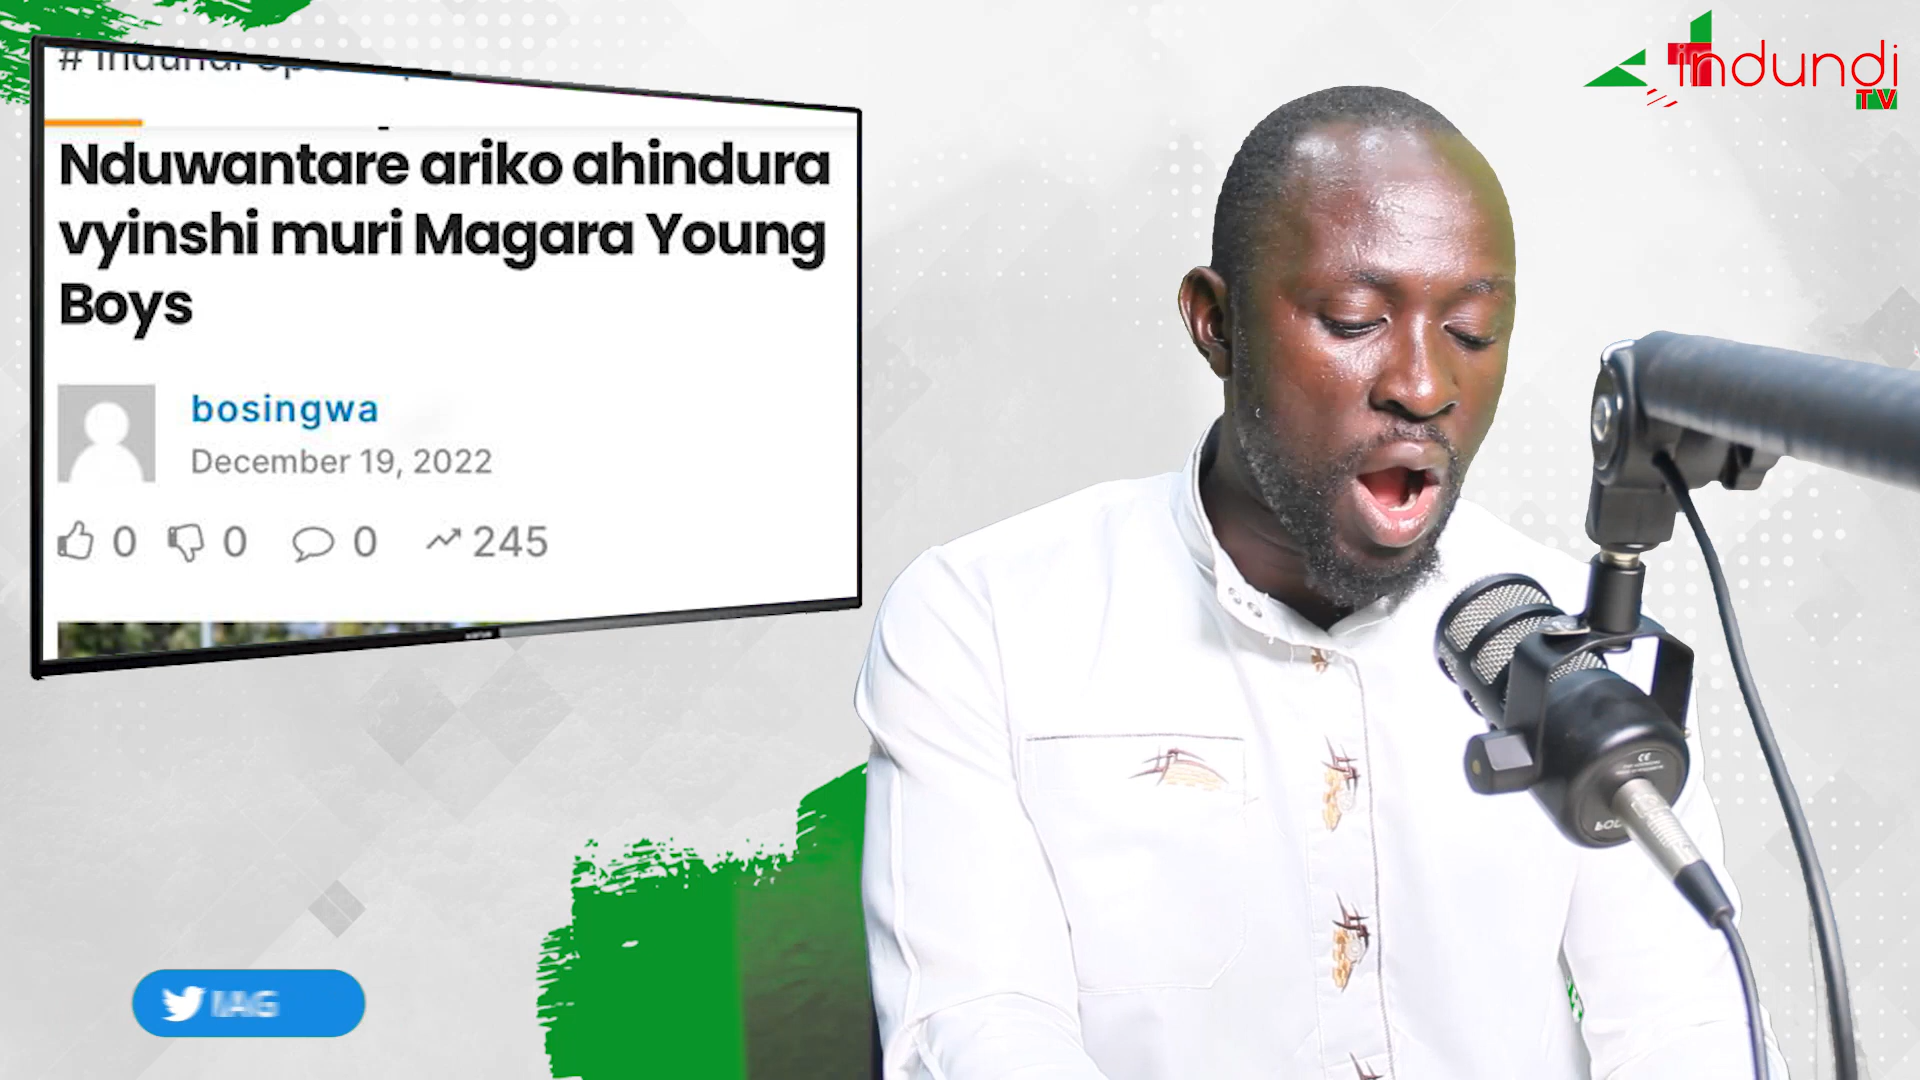 indundi
TV
Nduwantare ariko ahindura
vyinshi muri Magara Young
Boys
bosingwa
December 19, 2022
0 0 0 245
IAG
CE